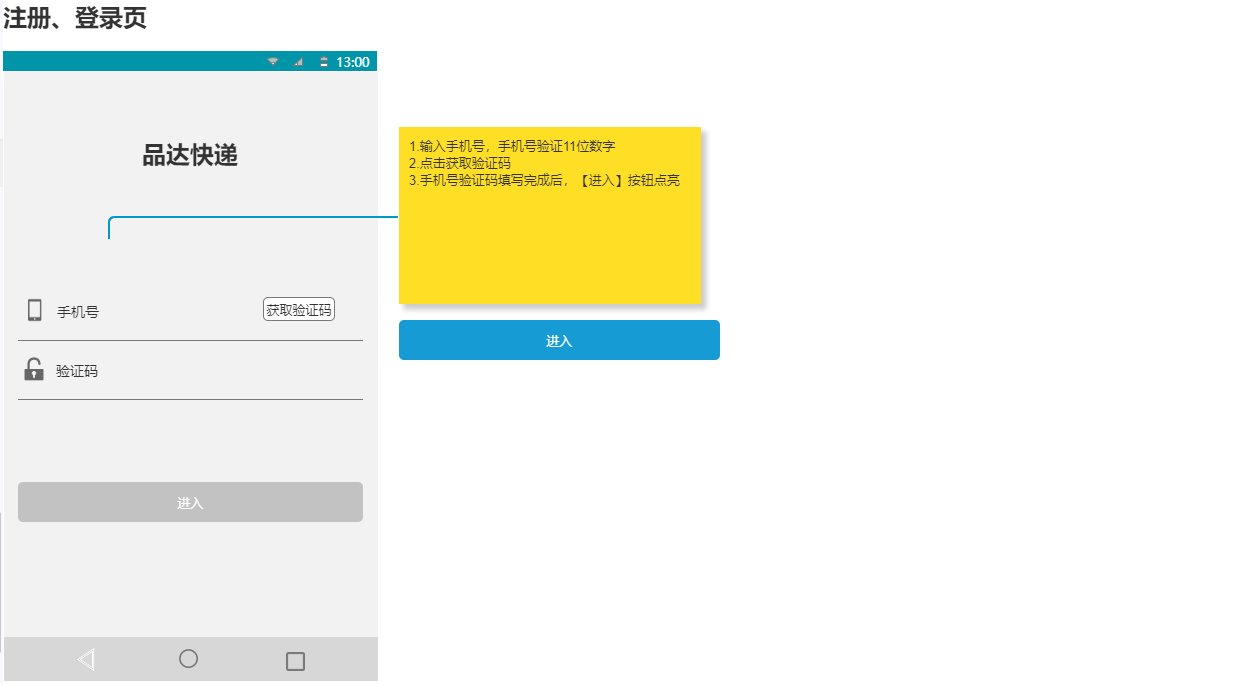 注册、登录页
13:00
品达快递
1.输入手机号，手机号验证11位数字
2.点击获取验证码
3.手机号验证码填写完成后，【进入】按钮点亮
手机号
获取验证码
进入
验证码
进入